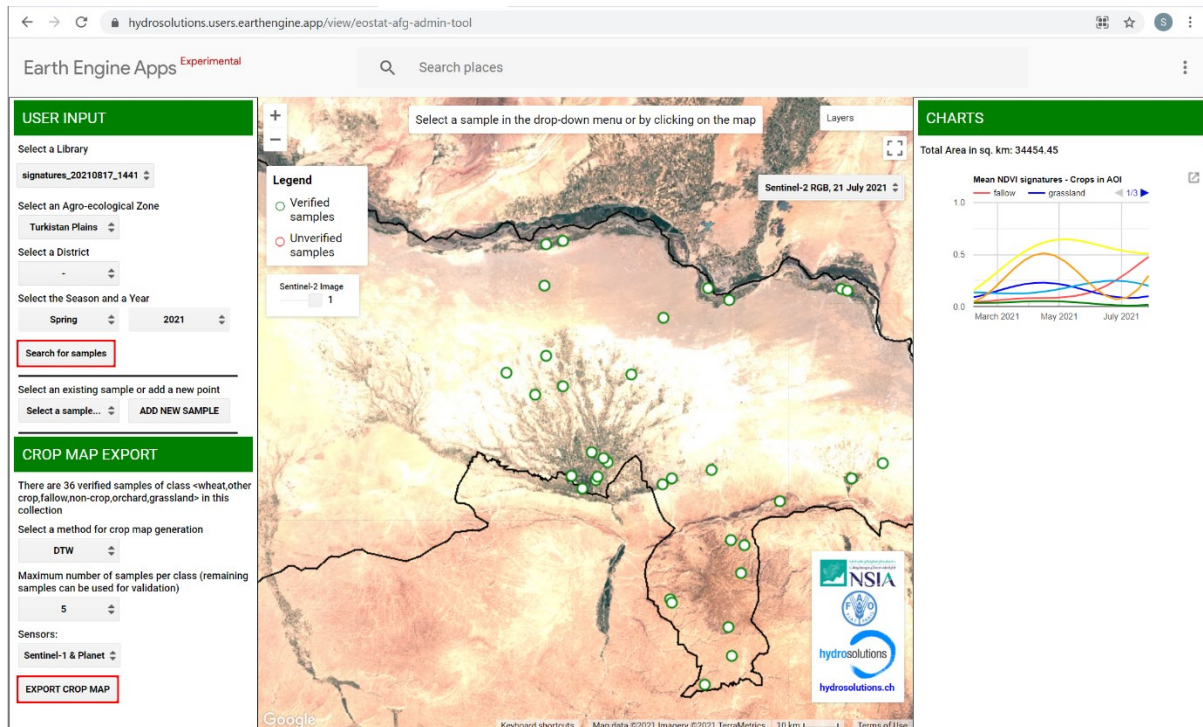 hydrosolutions.users.earthengine.app/view/eostat-afg-admin-tool
S
Earth Engine Apps Experimental
Search places
USER INPUT
Select a Library
signatures_20210817_1441
Select an Agro-ecological Zone
Turkistan Plains
Select a District
-
Select the Season and a Year
Spring
2021
Search for samples
Select an existing sample or add a new point
Select a sample...
ADD NEW SAMPLE
CROP MAP EXPORT
There are 36 verified samples of class <wheat,other
crop,fallow,non-crop,orchard,grassland> in this
collection
Select a method for crop map generation
DTW
Maximum number of samples per class (remaining
samples can be used for validation)
5
Sensors:
Sentinel-1 & Planet
EXPORT CROP MAP
+
−
Select a sample in the drop-down menu or by clicking on the map
Layers
Legend
Verified
samples
Unverified
samples
Sentinel-2 RGB, 21 July 2021
Sentinel-2 Image
1
NSIA
FAO
hydrosolutions
hydrosolutions.ch
Google
Keyboard shortcuts
Map data ©2021 Imagery ©2021 TerraMetrics
10 km
Terms of Use
CHARTS
Total Area in sq. km: 34454.45
Mean NDVI signatures - Crops in AOI
fallow
grassland
1/3
1.0
0.5
0.0
March 2021
May 2021
July 2021